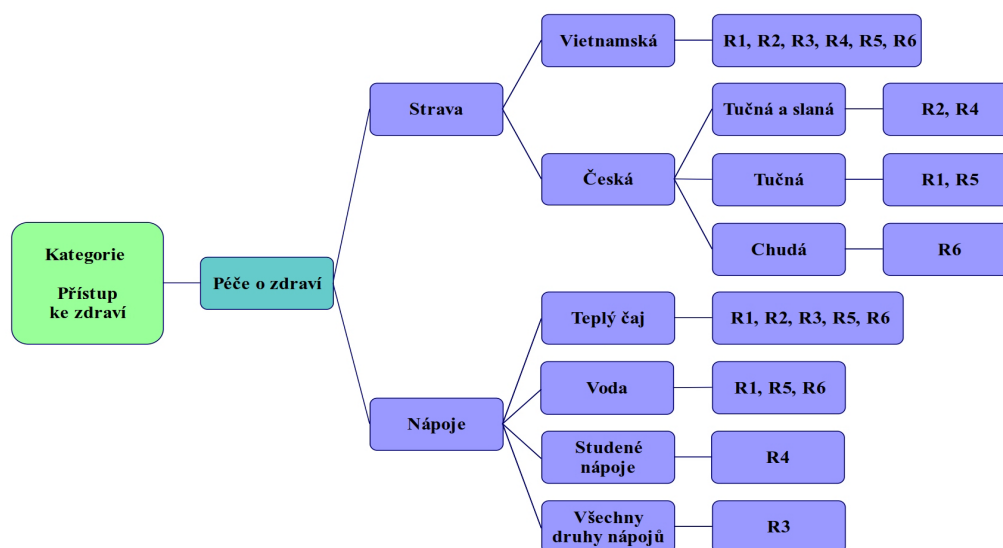 Kategorie
Přístup
ke zdraví
Péče o zdraví
Strava
Vietnamská
R1, R2, R3, R4, R5, R6
Česká
Tučná a slaná
R2, R4
Tučná
R1, R5
Chudá
R6
Nápoje
Teplý čaj
R1, R2, R3, R5, R6
Voda
R1, R5, R6
Studené
nápoje
R4
Všechny
druhy nápojů
R3